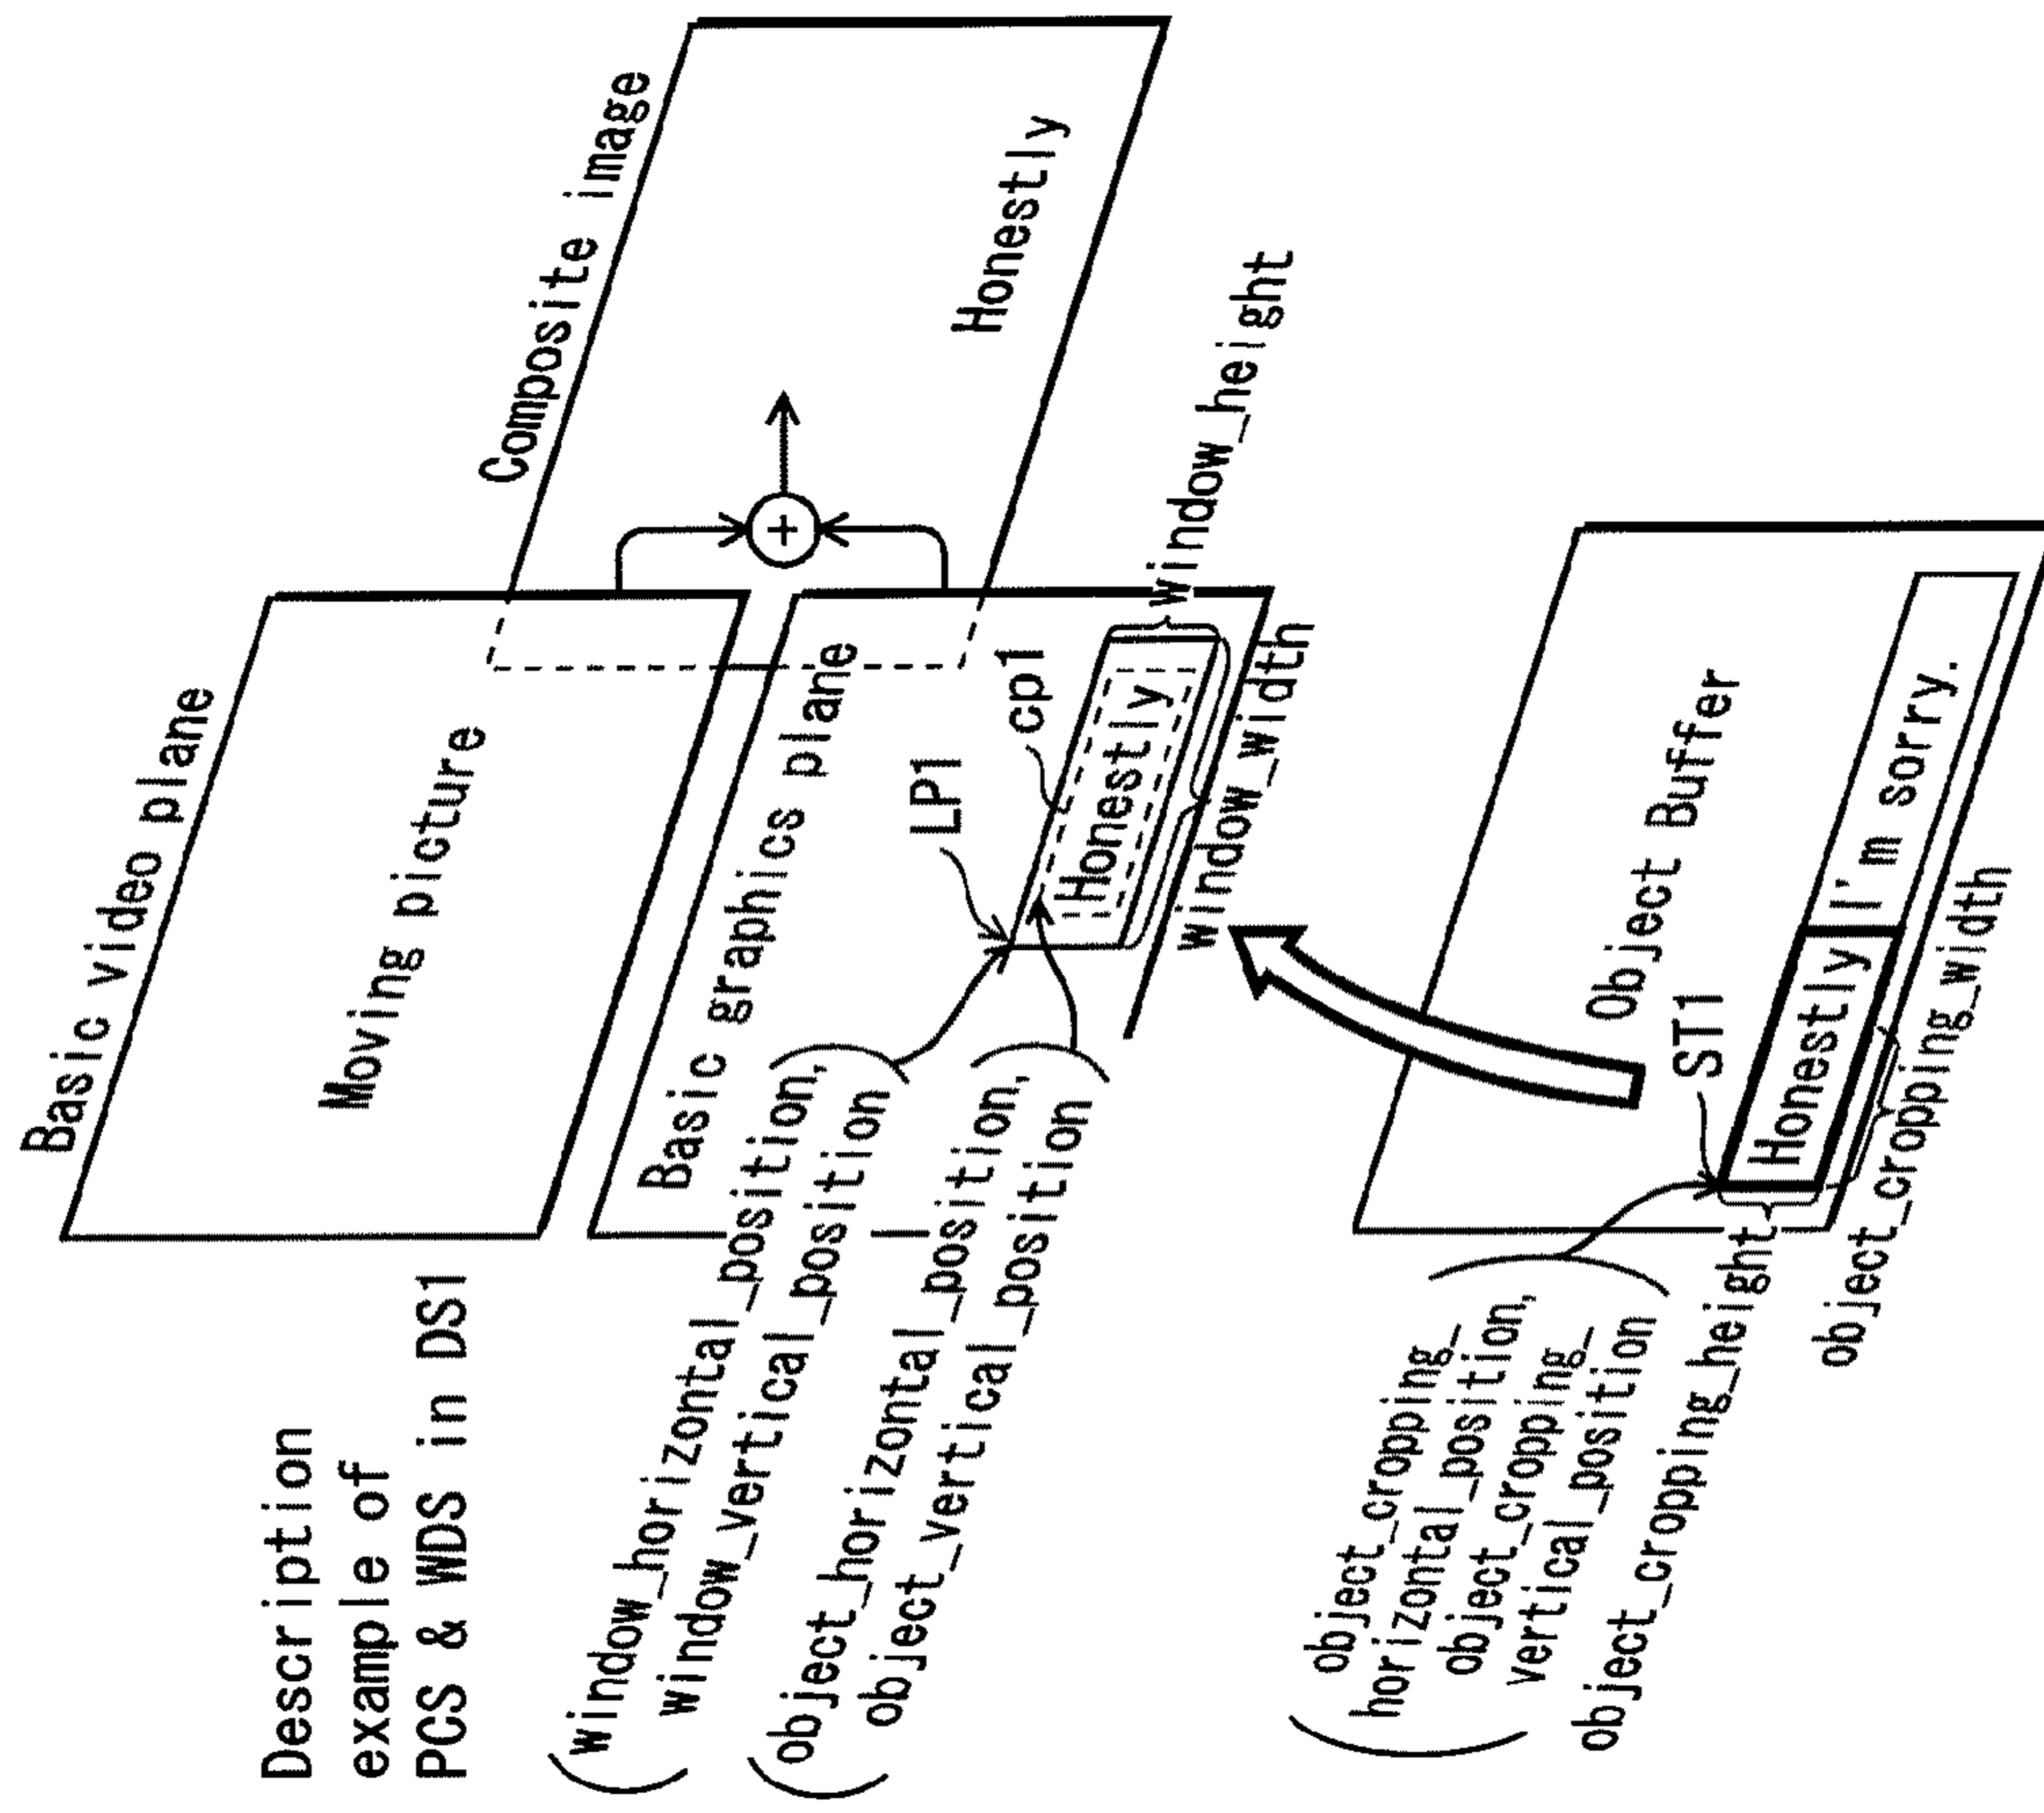 Description
example of
PCS & WDS in DS1
Basic video plane
Moving picture
Composite image
Honestly
+
Basic graphics plane
(window_horizontal_position,
window_vertical_position)
(object_horizontal_position,
object_vertical_position)
LP1
cp1
Honestly
window_height
window_width
Object Buffer
ST1
Honestly
I'm sorry.
(object_cropping_
horizontal_position,
object_cropping_
vertical_position)
object_cropping_height
object_cropping_width